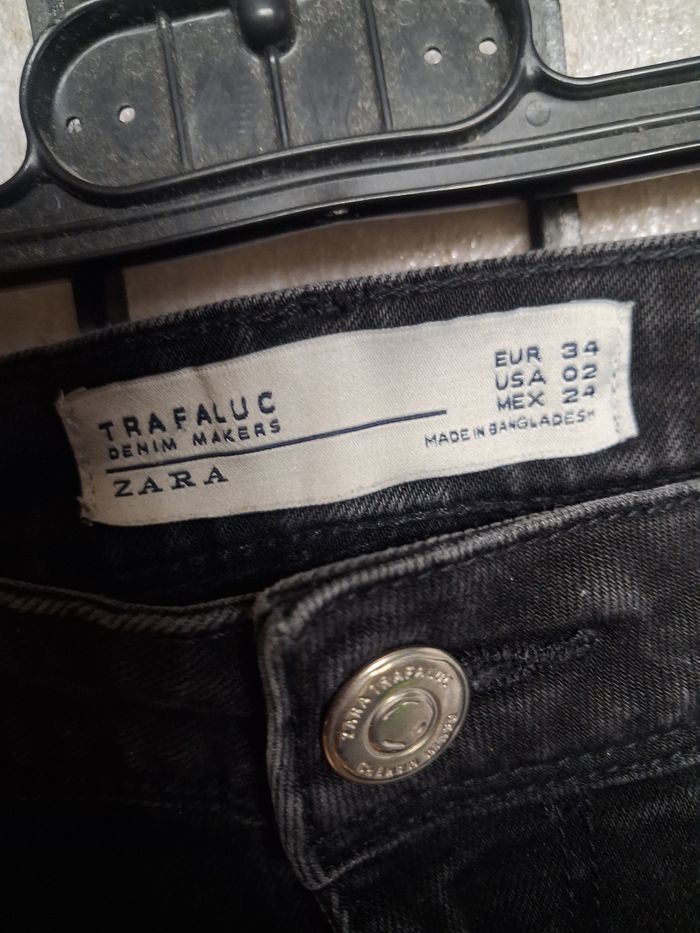 TRAFALUC
DENIM MAKERS
ZARA
EUR 34
USA 02
MEX 24
MADE IN BANGLADESH
ZARA TRAFALUC